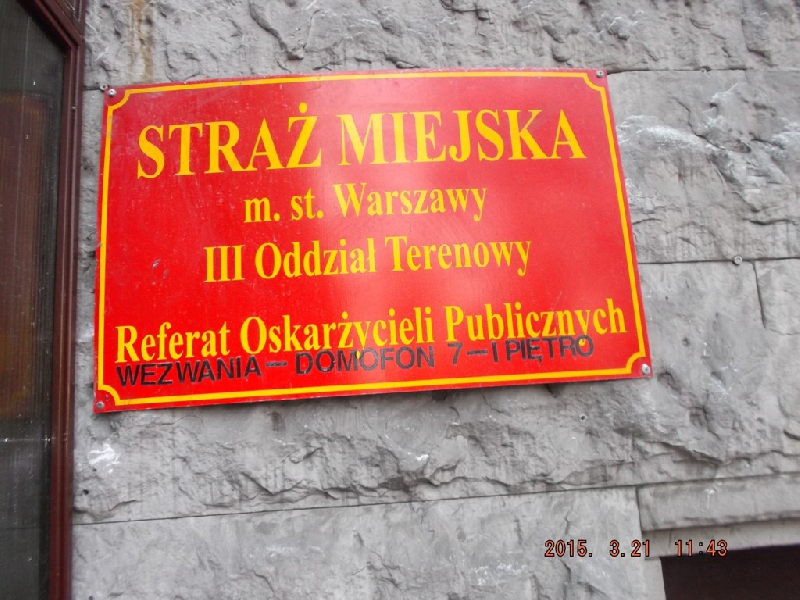 STRAŻ MIEJSKA
m. st. Warszawy
III Oddział Terenowy
Referat Oskarżycieli Publicznych
WEZWANIA – DOMOFON 7 – I PIĘTRO
2015. 3.21 11:43